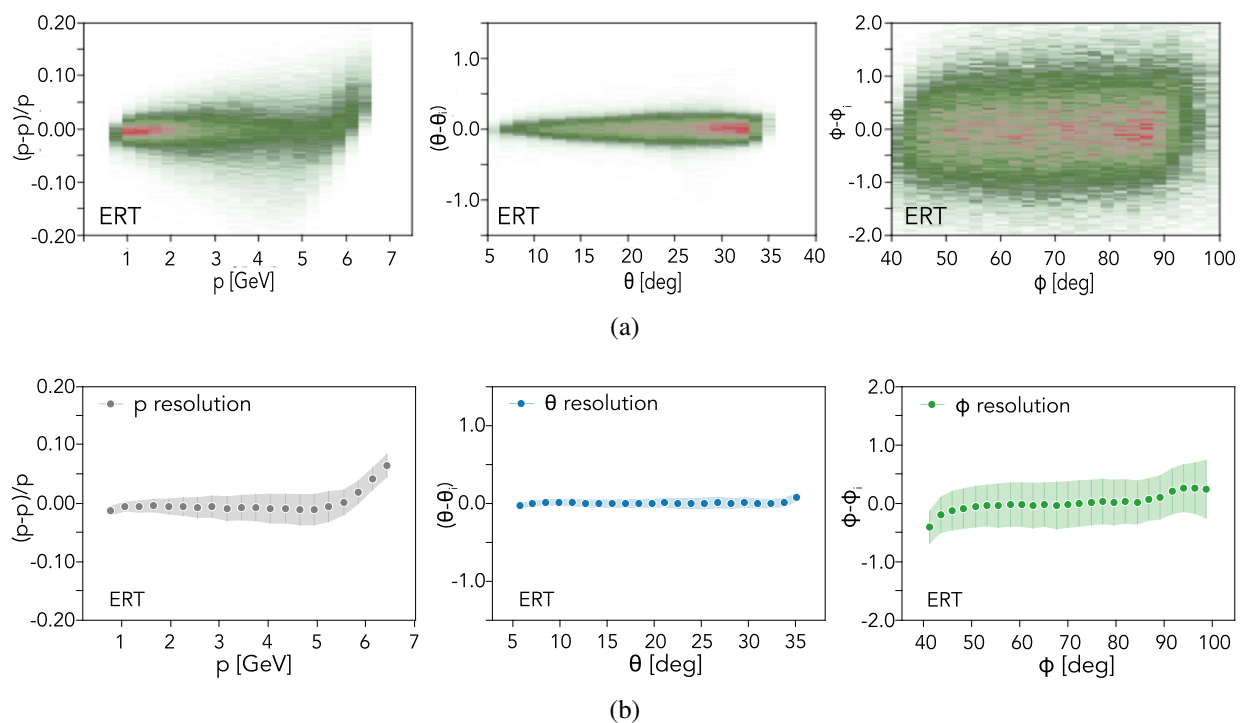 0.20
0.10
0.00
-0.10
-0.20
(p-p)/p
ERT
1 2 3 4 5 6 7
p [GeV]
1.0
0.0
-1.0
(θ-θᵢ)
ERT
5 10 10 20 25 30 35 40
θ [deg]
2.0
1.0
0.0
-1.0
-2.0
ϕ-ϕᵢ
ERT
40 50 60 70 80 90 100
ϕ [deg]
(a)
0.20
0.10
0.00
-0.10
-0.20
(p-p)/p
p resolution
ERT
1 2 3 4 5 6 7
p [GeV]
1.0
0.0
-1.0
(θ-θᵢ)
θ resolution
ERT
5 10 15 20 25 30 35
θ [deg]
2.0
1.0
0.0
-1.0
-2.0
ϕ-ϕᵢ
ϕ resolution
ERT
40 50 60 70 80 90 100
ϕ [deg]
(b)